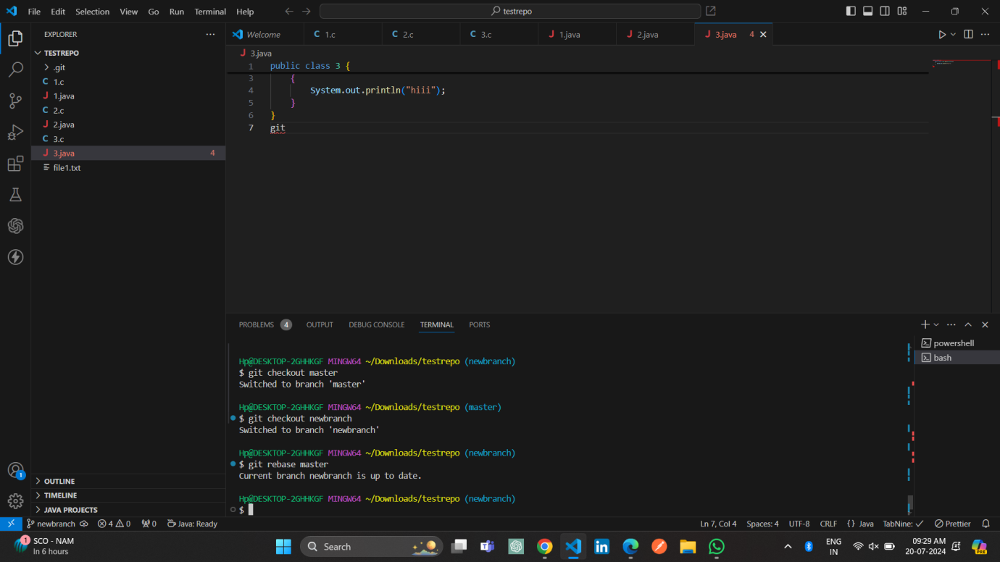 File Edit Selection View Go Run Terminal Help testrepo
EXPLORER
TESTREPO
.git
1.c
1.java
2.c
2.java
3.c
3.java 4
file1.txt
OUTLINE
TIMELINE
JAVA PROJECTS
Welcome 1.c 2.c 3.c 1.java 2.java 3.java 4
3.java
1 public class 3 {
3 {
4 System.out.println("hiii");
5 }
6 }
7 git
PROBLEMS 4 OUTPUT DEBUG CONSOLE TERMINAL PORTS
powershell
bash
Hp@DESKTOP-2GHHKGF MINGW64 ~/Downloads/testrepo (newbranch)
$ git checkout master
Switched to branch 'master'
Hp@DESKTOP-2GHHKGF MINGW64 ~/Downloads/testrepo (master)
$ git checkout newbranch
Switched to branch 'newbranch'
Hp@DESKTOP-2GHHKGF MINGW64 ~/Downloads/testrepo (newbranch)
$ git rebase master
Current branch newbranch is up to date.
Hp@DESKTOP-2GHHKGF MINGW64 ~/Downloads/testrepo (newbranch)
$
1
newbranch 4 0 0 Java: Ready Ln 7, Col 4 Spaces: 4 UTF-8 CRLF {} Java TabNine: ✓ Prettier
1 SCO - NAM
In 6 hours
Search
ENG
IN
09:29 AM
20-07-2024
PRE